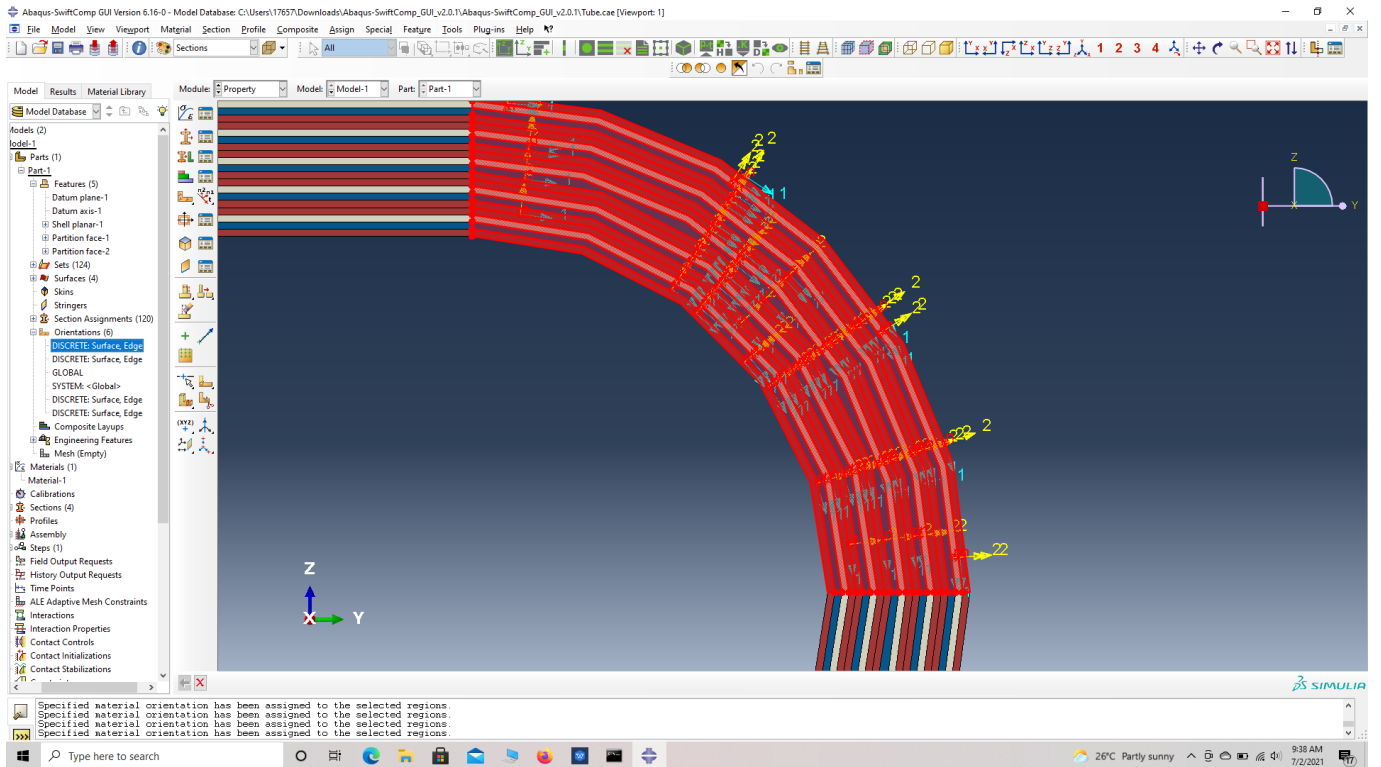 Abaqus-SwiftComp GUI Version 6.16-0 - Model Database: C:\Users\17657\Downloads\Abaqus-SwiftComp_GUI_v2.0.1\Abaqus-SwiftComp_GUI_v2.0.1\Tube.cae [Viewport: 1]
File Model Viewport View Material Section Profile Composite Assign Special Feature Tools Plug-ins Help
Sections All 1 2 3 4
Model Results Material Library Module: Property Model: Model-1 Part: Part-1
Model Database
Models (2)
lodel-1
Parts (1)
Part-1
Features (5)
Datum plane-1
Datum axis-1
Shell planar-1
Partition face-1
Partition face-2
Sets (124)
Surfaces (4)
Skins
Stringers
Section Assignments (120)
Orientations (6)
DISCRETE: Surface, Edge
DISCRETE: Surface, Edge
GLOBAL
SYSTEM: <Global>
DISCRETE: Surface, Edge
DISCRETE: Surface, Edge
Composite Layups
Engineering Features
Mesh (Empty)
Materials (1)
Material-1
Calibrations
Sections (4)
Profiles
Assembly
Steps (1)
Field Output Requests
History Output Requests
Time Points
ALE Adaptive Mesh Constraints
Interactions
Interaction Properties
Contact Controls
Contact Initializations
Contact Stabilizations
Z
Y
X
Z
Y
X
SIMULIA
Specified material orientation has been assigned to the selected regions.
Specified material orientation has been assigned to the selected regions.
Specified material orientation has been assigned to the selected regions.
Specified material orientation has been assigned to the selected regions.
Type here to search
26°C Partly sunny
9:38 AM
7/2/2021
17